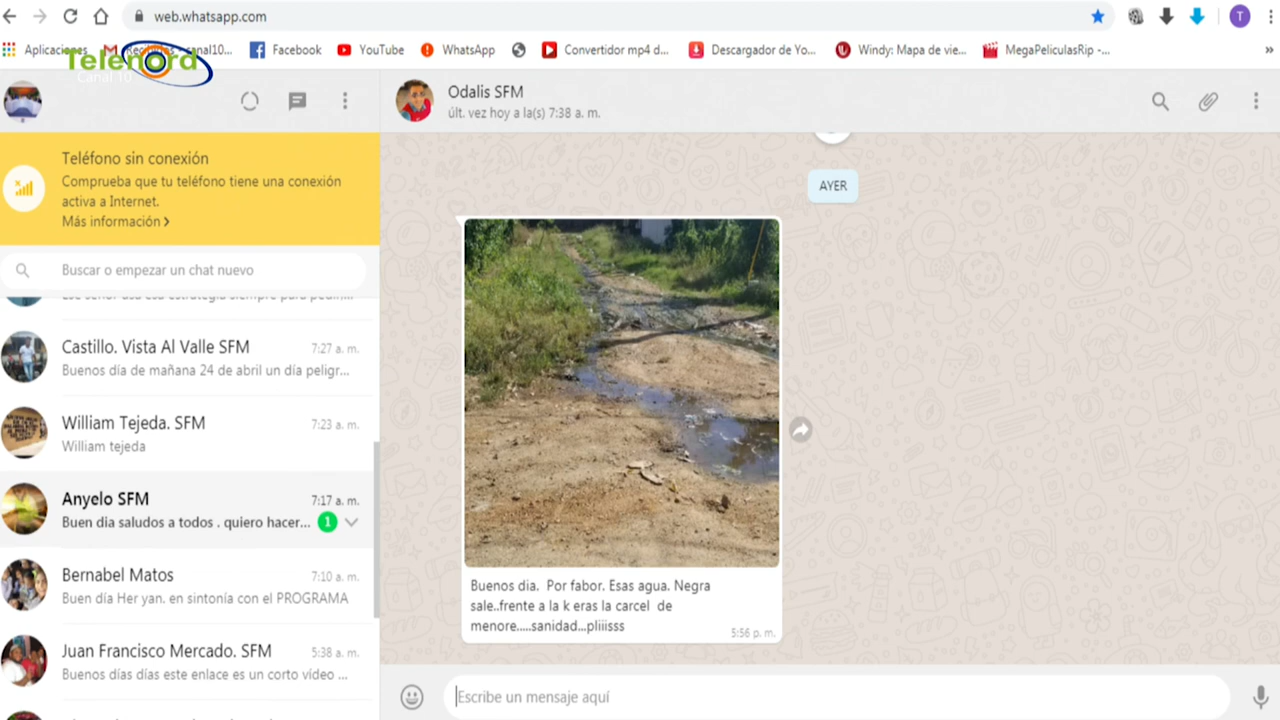 web.whatsapp.com
Aplicaciones
canal10...
Facebook
YouTube
WhatsApp
Convertidor mp4 d...
Descargador de Yo...
Windy: Mapa de vie...
MegaPeliculasRip -...
»
Telenord
Canal 10
T
Teléfono sin conexión
Comprueba que tu teléfono tiene una conexión
activa a Internet.
Más información >
Buscar o empezar un chat nuevo
Castillo. Vista Al Valle SFM
7:27 a. m.
Buenos día de mañana 24 de abril un día peligr...
William Tejeda. SFM
7:23 a. m.
William tejeda
Anyelo SFM
7:17 a. m.
Buen dia saludos a todos . quiero hacer...
1
Bernabel Matos
7:10 a. m.
Buen día Her yan. en sintonía con el PROGRAMA
Juan Francisco Mercado. SFM
5:38 a. m.
Buenos días días este enlace es un corto vídeo ...
Odalis SFM
últ. vez hoy a la(s) 7:38 a. m.
AYER
Buenos dia.  Por fabor. Esas agua. Negra
sale..frente a la k eras la carcel  de
menore.....sanidad...pliiisss
5:56 p. m.
Escribe un mensaje aquí